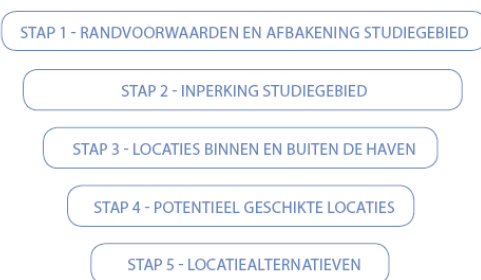 STAP 1 - RANDVOORWAARDEN EN AFBAKENING STUDIEGEBIED
STAP 2 - INPERKING STUDIEGEBIED
STAP 3 - LOCATIES BINNEN EN BUITEN DE HAVEN
STAP 4 - POTENTIEEL GESCHIKTE LOCATIES
STAP 5 - LOCATIEALTERNATIEVEN